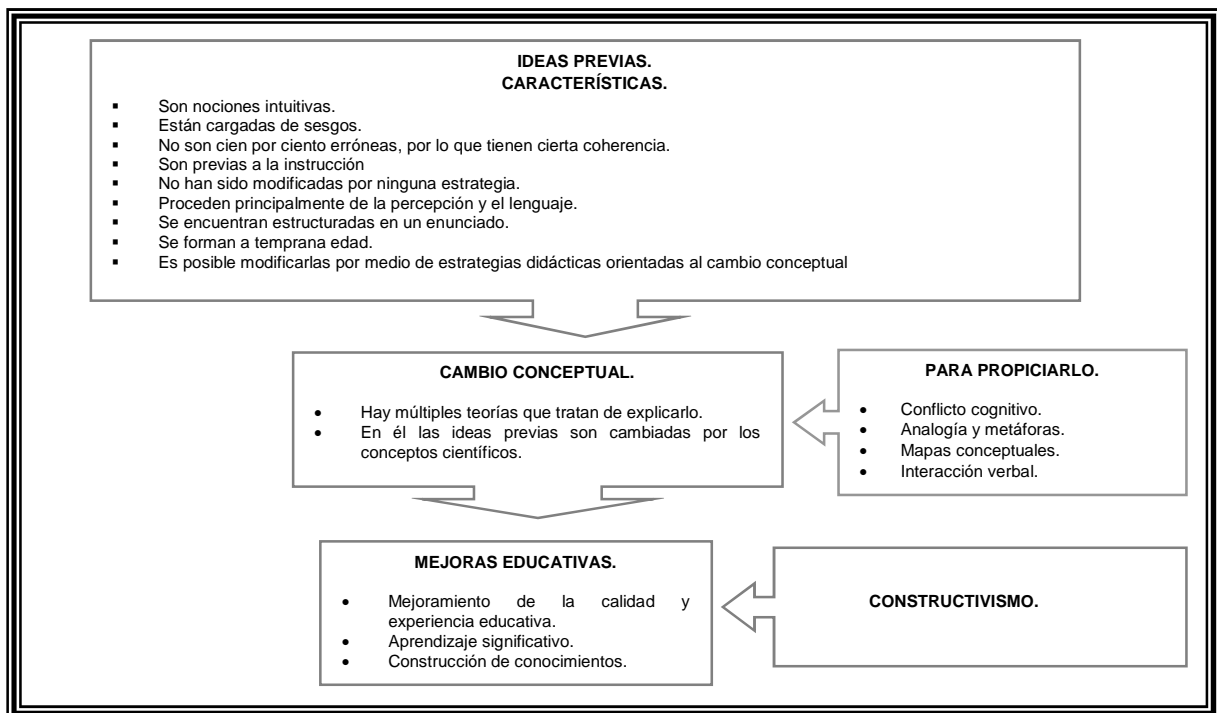 IDEAS PREVIAS.
CARACTERÍSTICAS.
▪ Son nociones intuitivas.
▪ Están cargadas de sesgos.
▪ No son cien por ciento erróneas, por lo que tienen cierta coherencia.
▪ Son previas a la instrucción
▪ No han sido modificadas por ninguna estrategia.
▪ Proceden principalmente de la percepción y el lenguaje.
▪ Se encuentran estructuradas en un enunciado.
▪ Se forman a temprana edad.
▪ Es posible modificarlas por medio de estrategias didácticas orientadas al cambio conceptual
CAMBIO CONCEPTUAL.
• Hay múltiples teorías que tratan de explicarlo.
• En él las ideas previas son cambiadas por los
conceptos científicos.
PARA PROPICIARLO.
• Conflicto cognitivo.
• Analogía y metáforas.
• Mapas conceptuales.
• Interacción verbal.
MEJORAS EDUCATIVAS.
• Mejoramiento de la calidad y
experiencia educativa.
• Aprendizaje significativo.
• Construcción de conocimientos.
CONSTRUCTIVISMO.